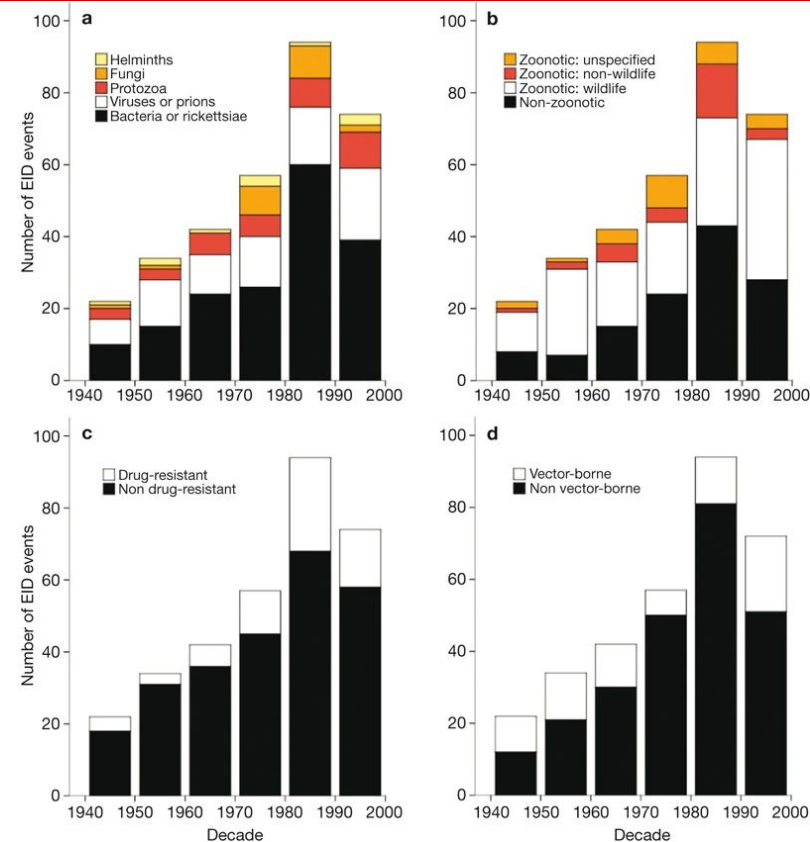 a
100
80
60
40
20
0
Number of EID events
Helminths
Fungi
Protozoa
Viruses or prions
Bacteria or rickettsiae
1940 1950 1960 1970 1980 1990 2000
b
100
80
60
40
20
0
Zoonotic: unspecified
Zoonotic: non-wildlife
Zoonotic: wildlife
Non-zoonotic
1940 1950 1960 1970 1980 1990 2000
c
100
80
60
40
20
0
Number of EID events
Drug-resistant
Non drug-resistant
1940 1950 1960 1970 1980 1990 2000
Decade
d
100
80
60
40
20
0
Vector-borne
Non vector-borne
1940 1950 1960 1970 1980 1990 2000
Decade